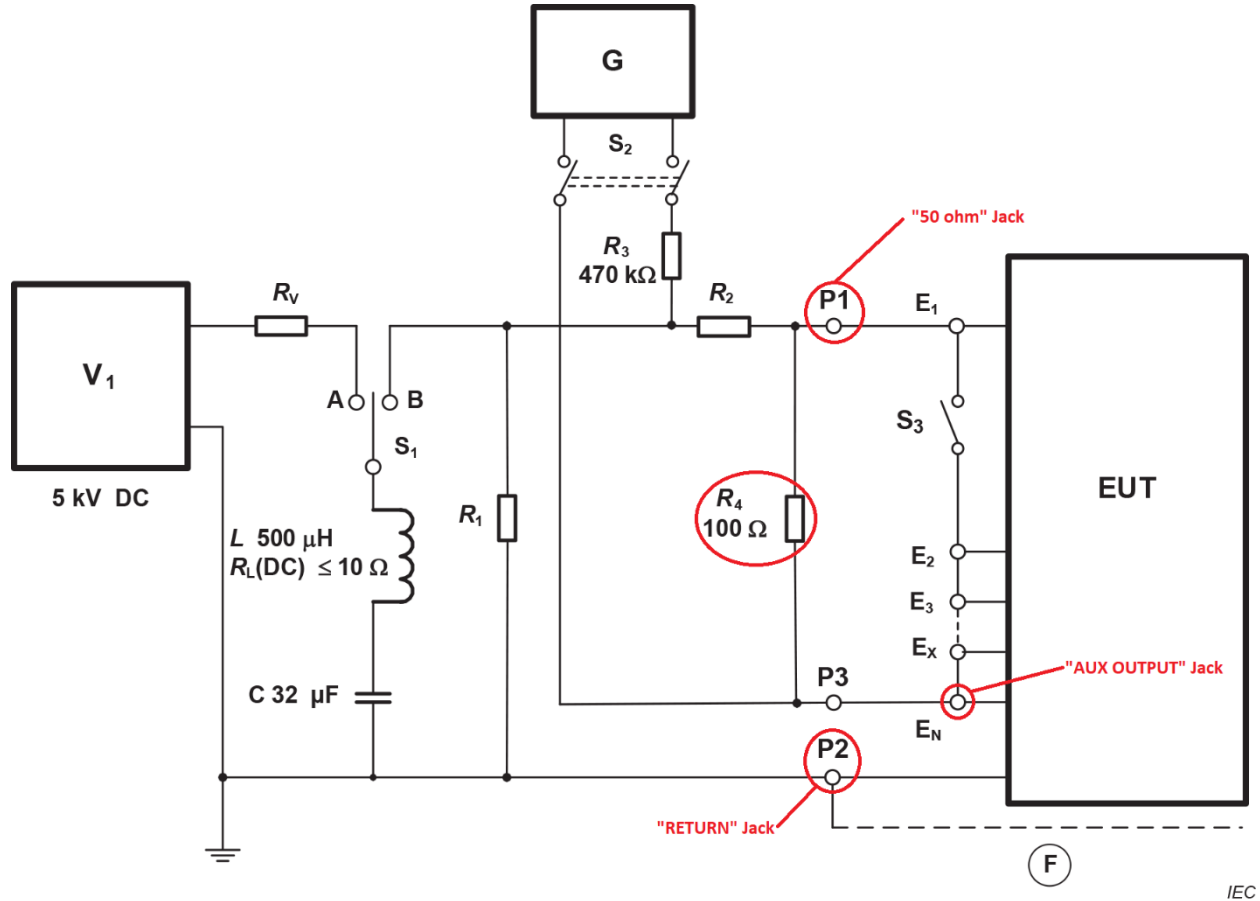 G
S2
"50 ohm" Jack
R3
470 kΩ
RV
R2
P1
E1
V1
A
B
S1
S3
5 kV DC
R1
R4
100 Ω
EUT
L 500 µH
RL(DC) ≤ 10 Ω
E2
E3
EX
"AUX OUTPUT" Jack
C 32 µF
P3
EN
P2
"RETURN" Jack
F
IEC